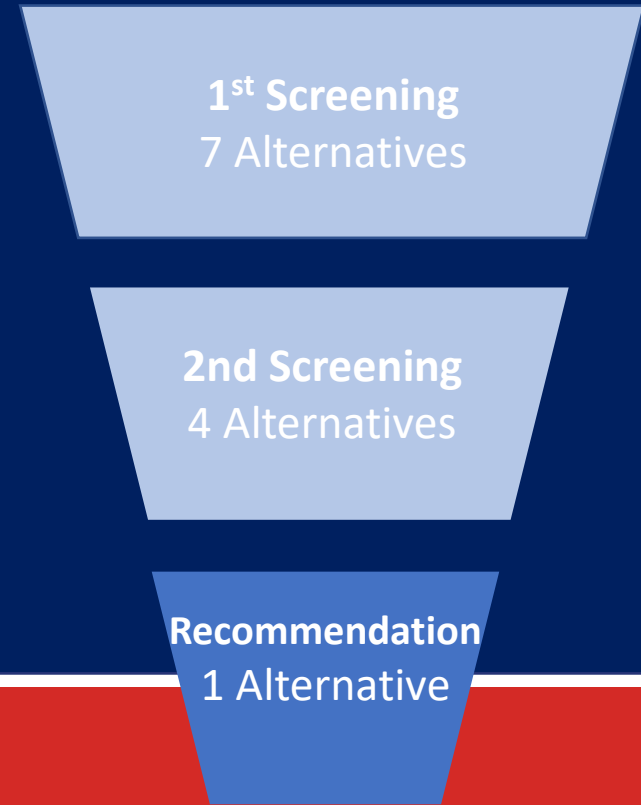 1st Screening
7 Alternatives
2nd Screening
4 Alternatives
Recommendation
1 Alternative